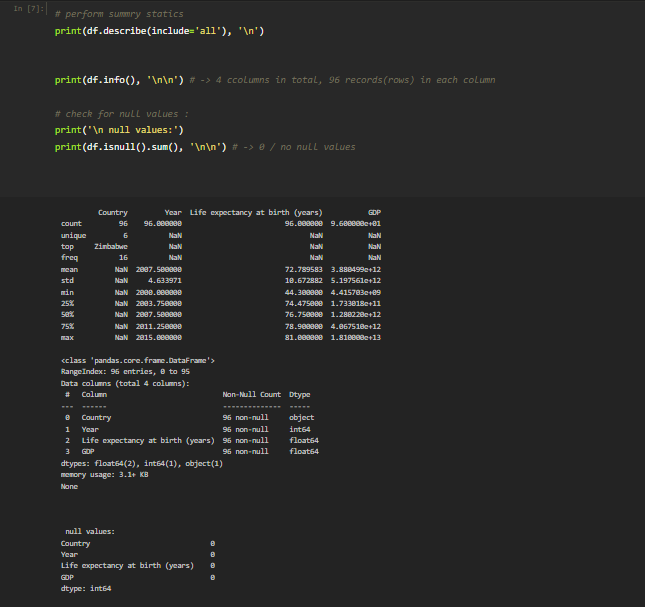 In [7]:
# perform summry statics
print(df.describe(include='all'), '\n')
print(df.info(), '\n\n') # -> 4 ccolumns in total, 96 records(rows) in each column
# check for null values :
print('\n null values:')
print(df.isnull().sum(), '\n\n') # -> 0 / no null values
Country Year Life expectancy at birth (years) GDP
count 96 96.000000 96.000000 9.600000e+01
unique 6 NaN NaN NaN
top Zimbabwe NaN NaN NaN
freq 16 NaN NaN NaN
mean NaN 2007.500000 72.789583 3.880499e+12
std NaN 4.633971 10.672882 5.197561e+12
min NaN 2000.000000 44.300000 4.415703e+09
25% NaN 2003.750000 74.475000 1.733018e+11
50% NaN 2007.500000 76.750000 1.280220e+12
75% NaN 2011.250000 78.900000 4.067510e+12
max NaN 2015.000000 81.000000 1.810000e+13
<class 'pandas.core.frame.DataFrame'>
RangeIndex: 96 entries, 0 to 95
Data columns (total 4 columns):
# Column Non-Null Count Dtype
--- ------ -------------- -----
0 Country 96 non-null object
1 Year 96 non-null int64
2 Life expectancy at birth (years) 96 non-null float64
3 GDP 96 non-null float64
dtypes: float64(2), int64(1), object(1)
memory usage: 3.1+ KB
None
null values:
Country 0
Year 0
Life expectancy at birth (years) 0
GDP 0
dtype: int64